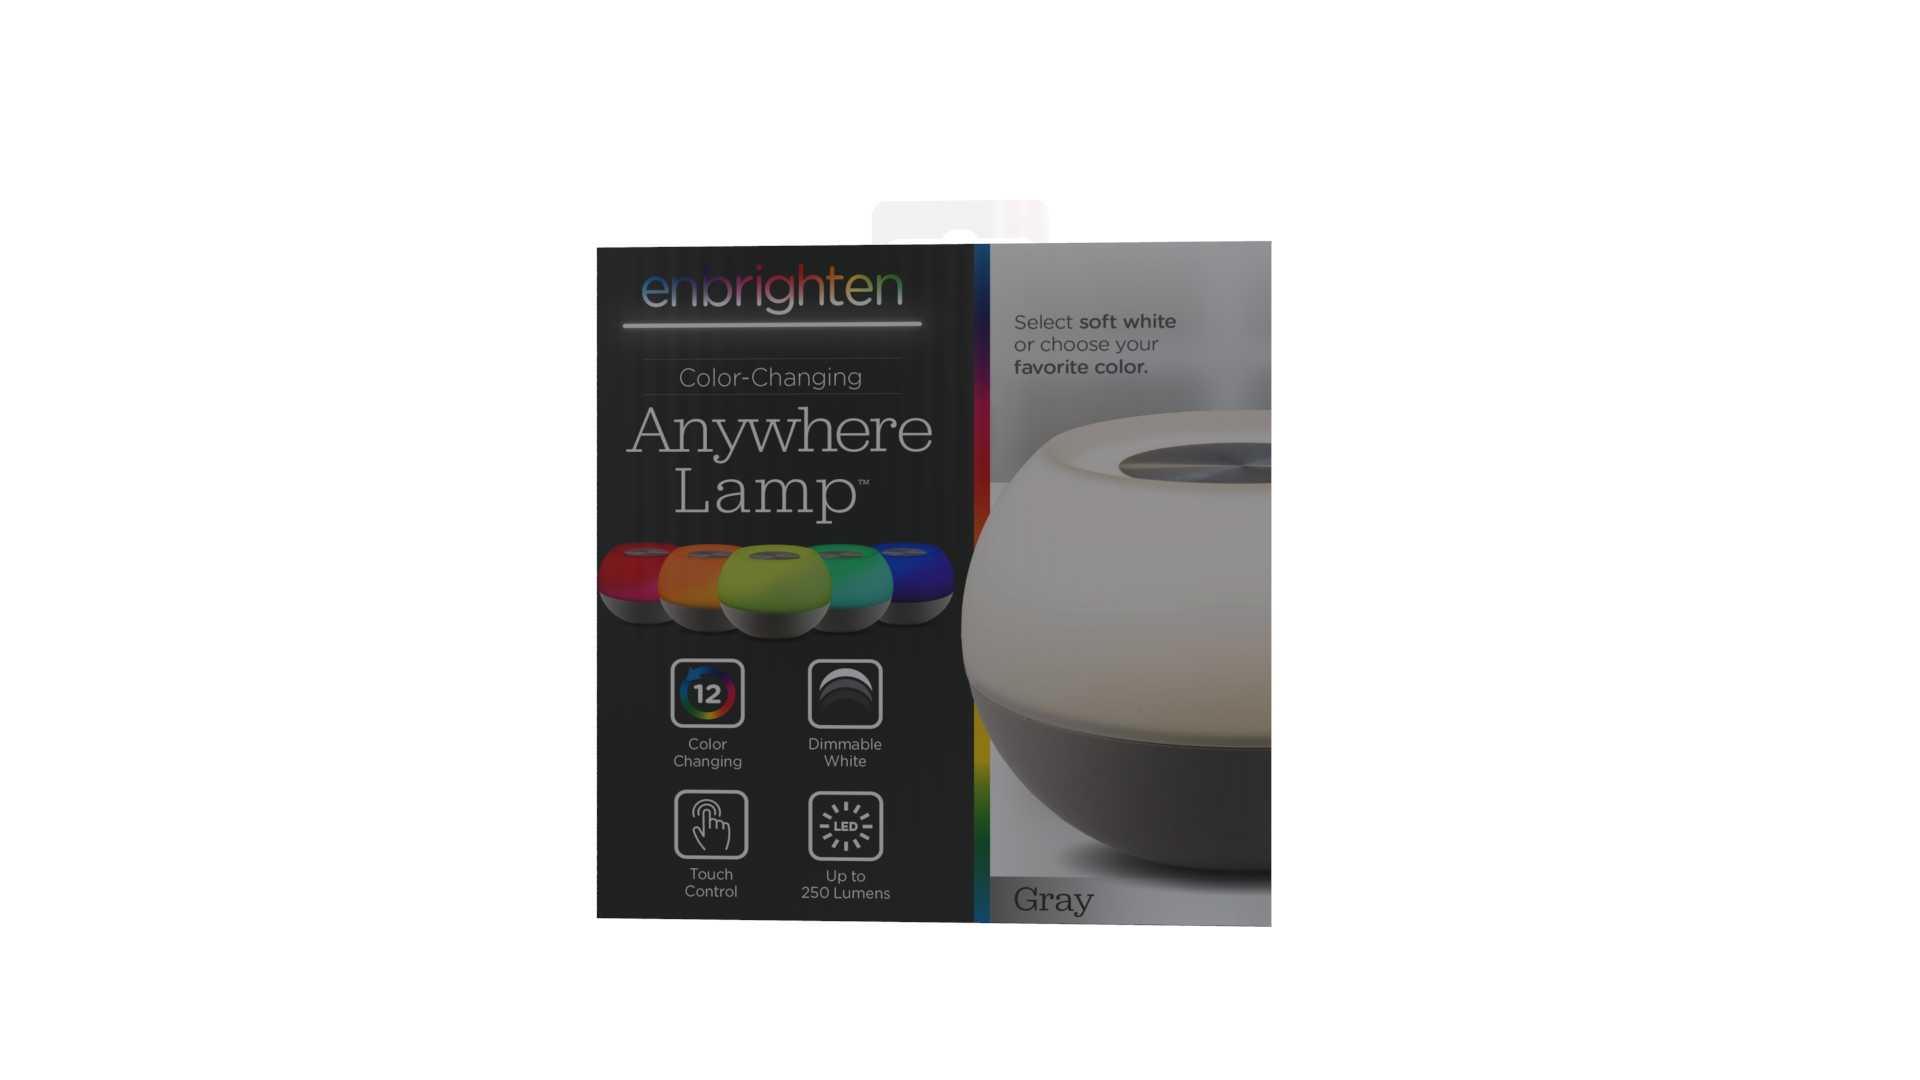 enbrighten
Color-Changing
Anywhere
Lamp™
12
Color
Changing
Dimmable
White
Touch
Control
LED
Up to
250 Lumens
Select soft white
or choose your
favorite color.
Gray